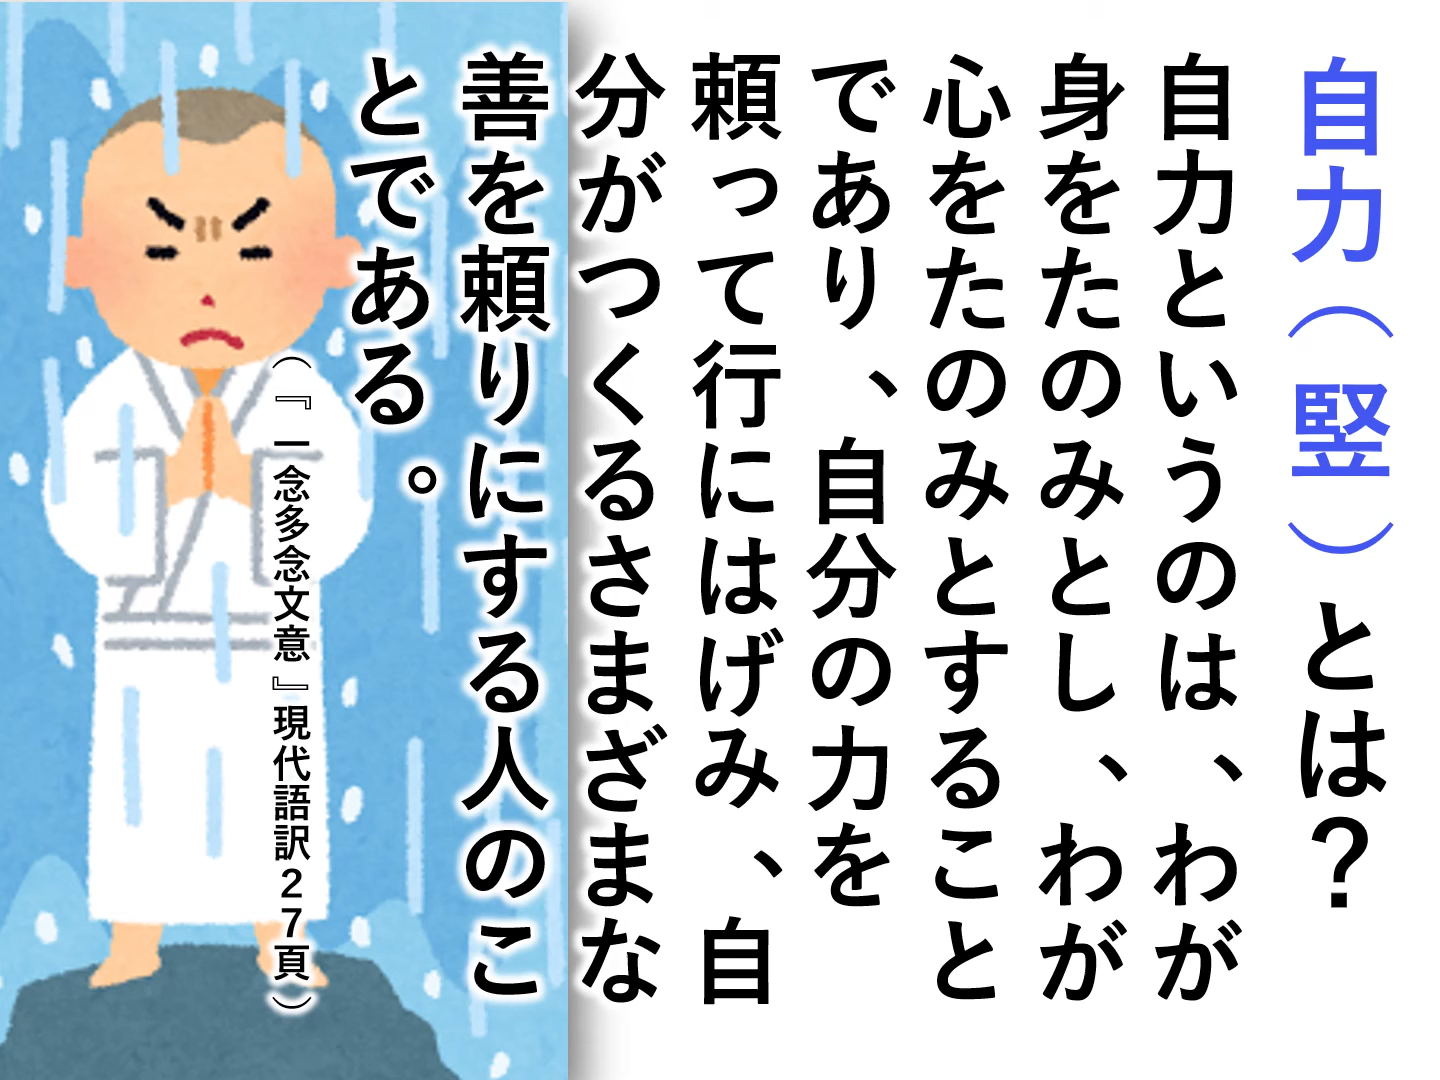 自力（竪）とは？
自力というのは、わが
身をたのみとし、わが
心をたのみとすること
であり、自分の力を
頼って行にはげみ、自
分がつくるさまざまな
善を頼りにする人のこ
とである。
（『一念多念文意』現代語訳２７頁）